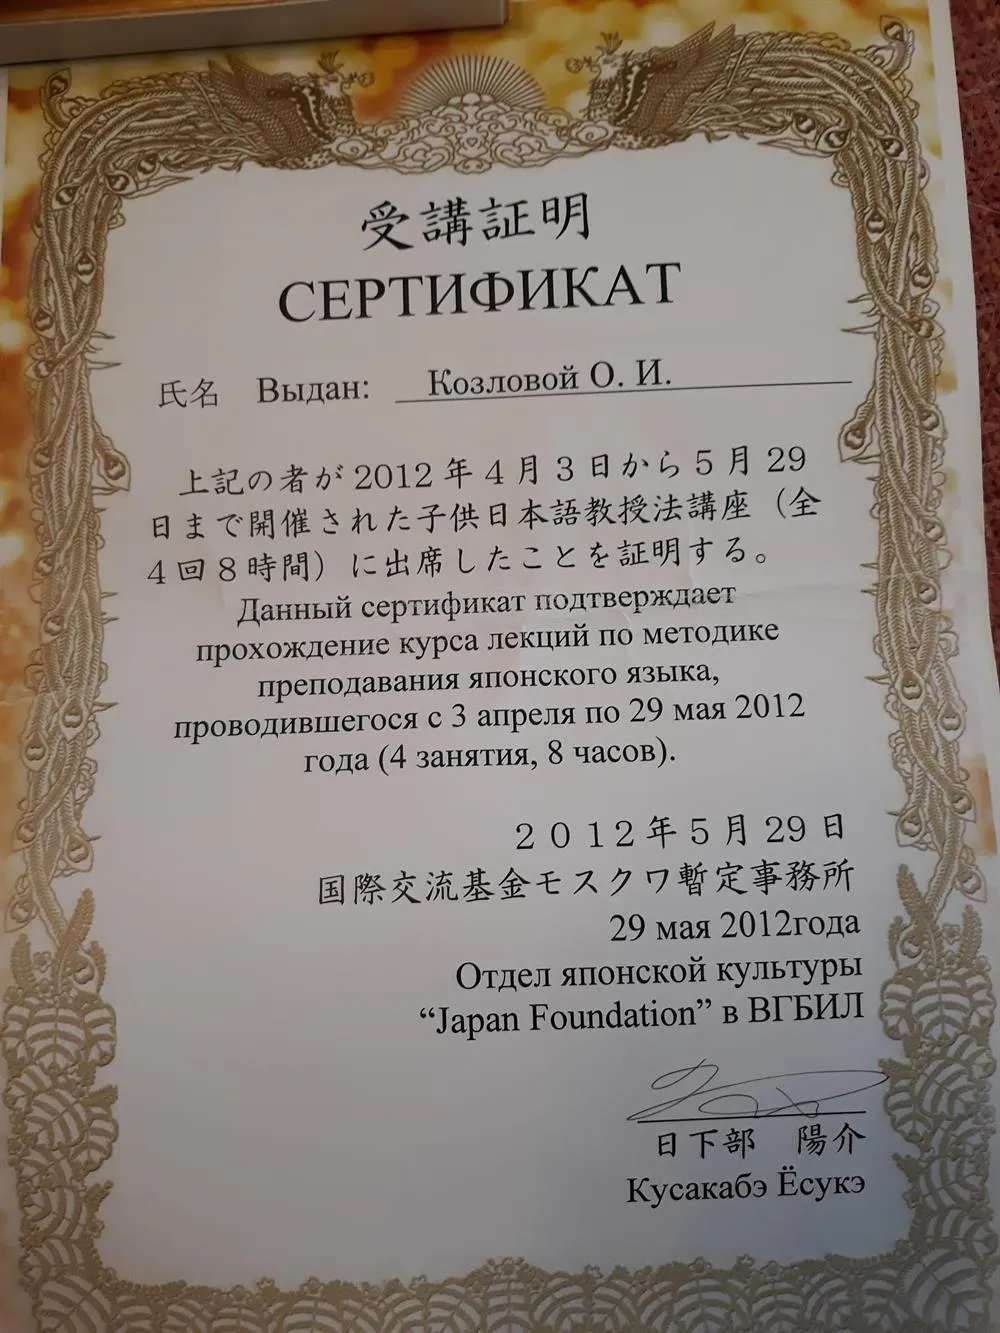 受講証明
СЕРТИФИКАТ
氏名 Выдан: Козловой О. И.
上記の者が2012年4月3日から5月29
日まで開催された子供日本語教授法講座（全
4回8時間）に出席したことを証明する。
Данный сертификат подтверждает
прохождение курса лекций по методике
преподавания японского языка,
проводившегося с 3 апреля по 29 мая 2012
года (4 занятия, 8 часов).
２０12年5月29日
国際交流基金モスクワ暫定事務所
29 мая 2012года
Отдел японской культуры
“Japan Foundation” в ВГБИЛ
日下部 陽介
Кусакабэ Ёсукэ